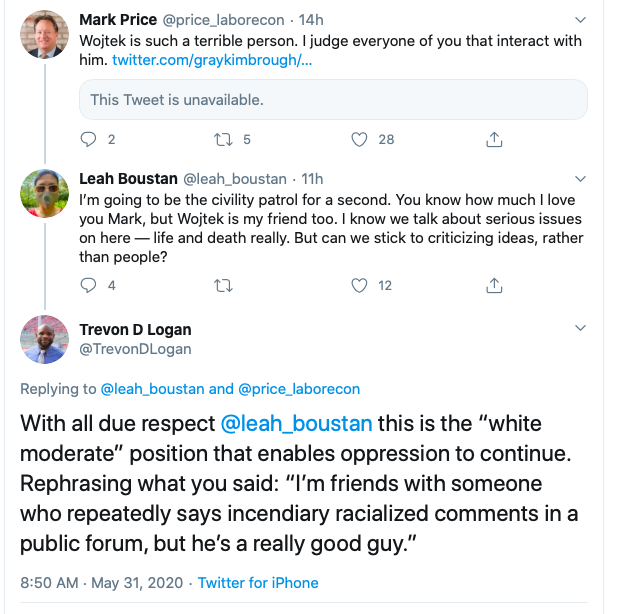 Mark Price @price_laborecon · 14h
Wojtek is such a terrible person. I judge everyone of you that interact with
him. twitter.com/graykimbrough/...
This Tweet is unavailable.
2 5 28
Leah Boustan @leah_boustan · 11h
I'm going to be the civility patrol for a second. You know how much I love
you Mark, but Wojtek is my friend too. I know we talk about serious issues
on here — life and death really. But can we stick to criticizing ideas, rather
than people?
4 12
Trevon D Logan
@TrevonDLogan
Replying to @leah_boustan and @price_laborecon
With all due respect @leah_boustan this is the “white
moderate” position that enables oppression to continue.
Rephrasing what you said: “I’m friends with someone
who repeatedly says incendiary racialized comments in a
public forum, but he’s a really good guy.”
8:50 AM · May 31, 2020 · Twitter for iPhone